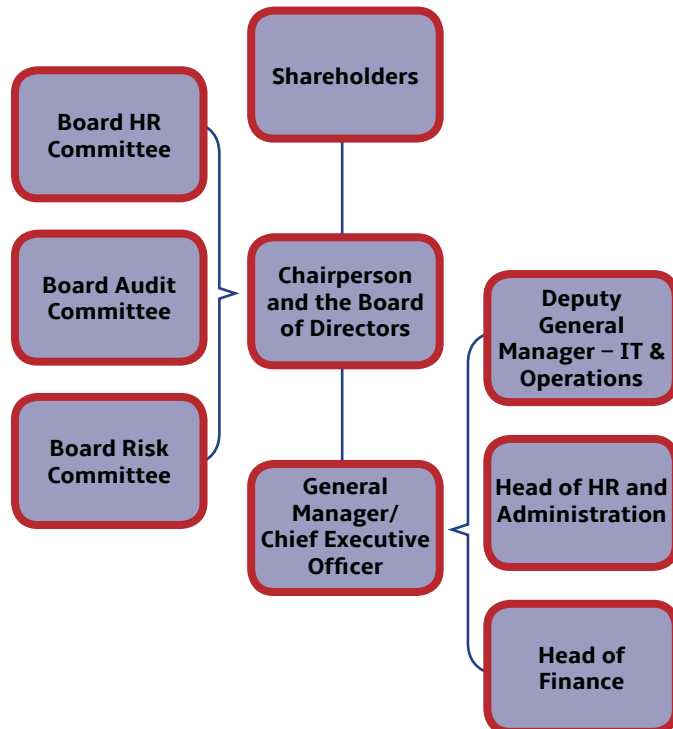 Shareholders
Board HR
Committee
Board Audit
Committee
Chairperson
and the Board
of Directors
Deputy
General
Manager – IT &
Operations
Board Risk
Committee
General
Manager/
Chief Executive
Officer
Head of HR and
Administration
Head of
Finance